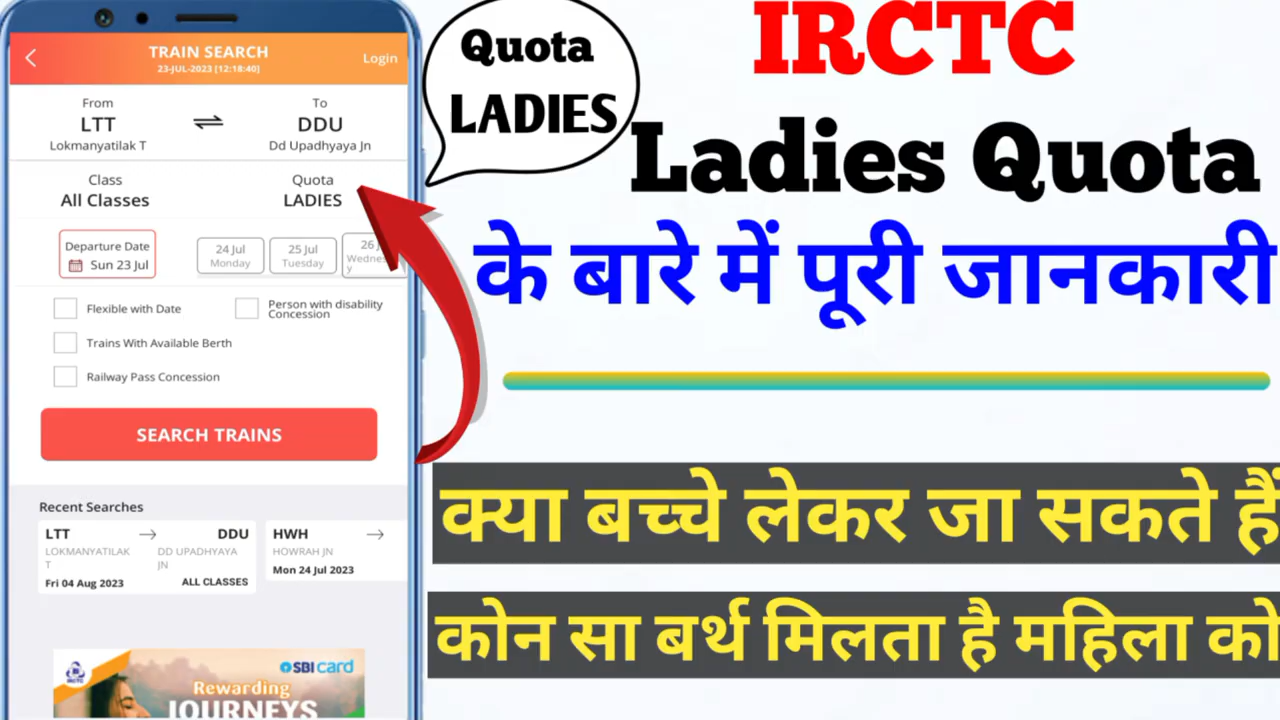 TRAIN SEARCH
23-JUL-2023 [12:18:40]
Login
From
To
LTT
DDU
Lokmanyatilak T
Dd Upadhyaya Jn
Class
Quota
All Classes
LADIES
Departure Date
Sun 23 Jul
24 Jul
Monday
25 Jul
Tuesday
26 J
Wednes
y
Flexible with Date
Person with disability
Concession
Trains With Available Berth
Railway Pass Concession
SEARCH TRAINS
Recent Searches
LTT
DDU
LOKMANYATILAK
T
DD UPADHYAYA
JN
Fri 04 Aug 2023
ALL CLASSES
HWH
HOWRAH JN
Mon 24 Jul 2023
IRCTC
SBI card
Rewarding
JOURNEYS
Quota
LADIES
IRCTC
Ladies Quota
के बारे में पूरी जानकारी
क्या बच्चे लेकर जा सकते हैं
कोन सा बर्थ मिलता है महिला को